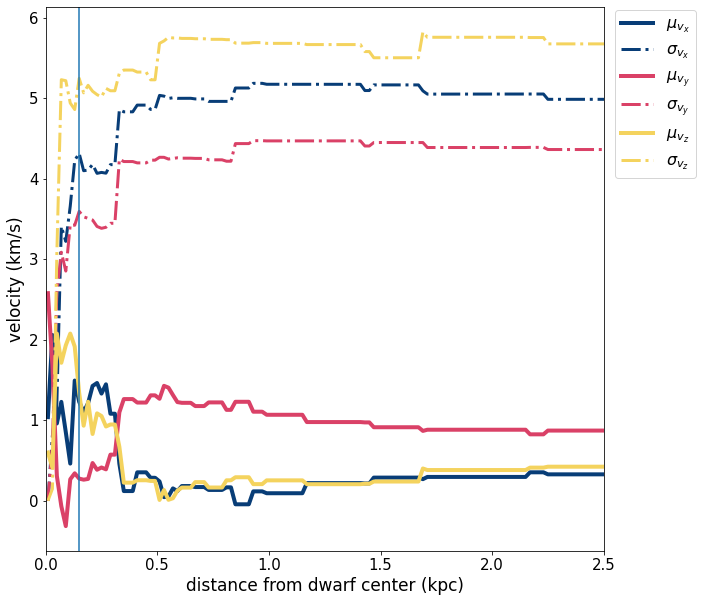 6
5
4
3
2
1
0
velocity (km/s)
0.0 0.5 1.0 1.5 2.0 2.5
distance from dwarf center (kpc)
μ_{v_x}
σ_{v_x}
μ_{v_y}
σ_{v_y}
μ_{v_z}
σ_{v_z}